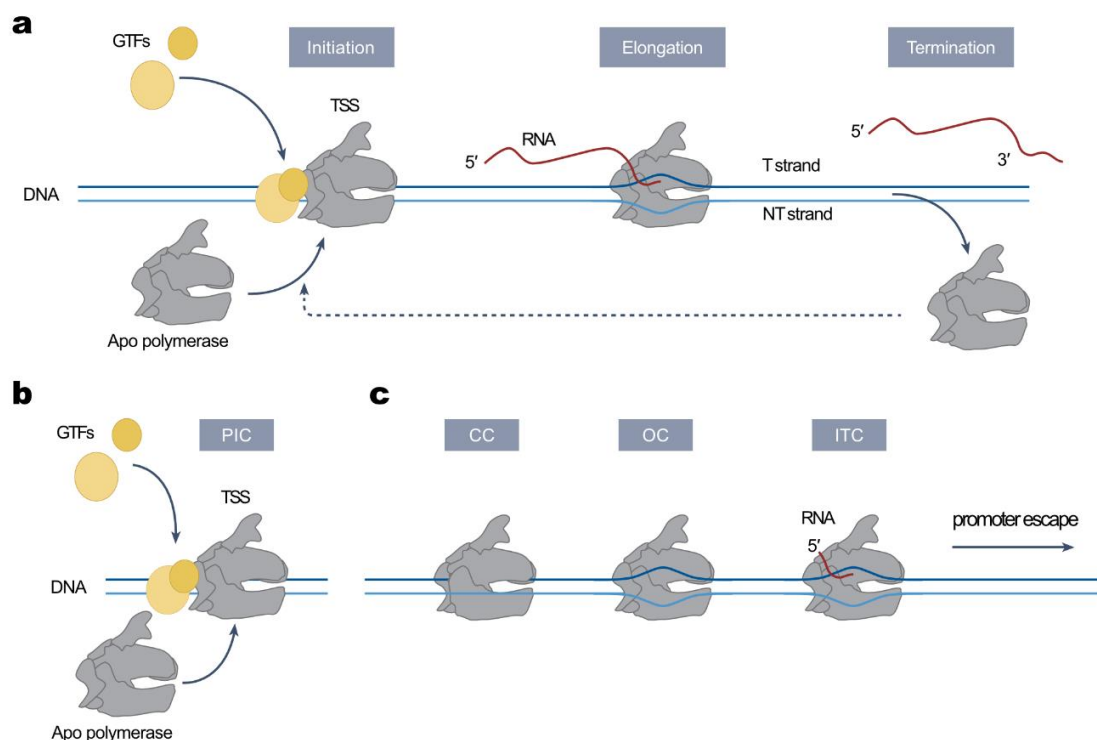 a
GTFs
Initiation
Elongation
Termination
TSS
RNA
5′
5′
3′
T strand
DNA
NT strand
Apo polymerase
b
c
GTFs
PIC
CC
OC
ITC
TSS
RNA
5′
promoter escape
DNA
Apo polymerase